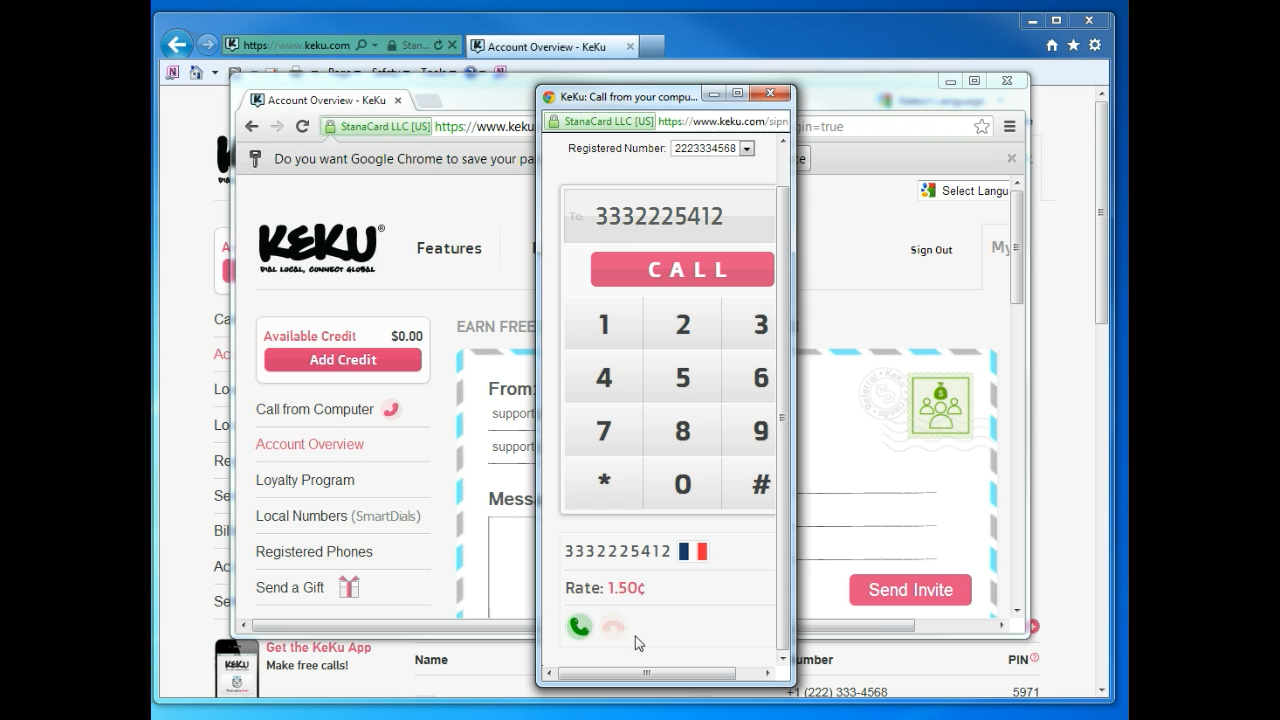 https://www.keku.com
Stan...
Account Overview - KeKu
Account Overview - KeKu
StanaCard LLC [US]
https://www.keku
gin=true
Do you want Google Chrome to save your pa
Select Langu
KeKu
DIAL LOCAL, CONNECT GLOBAL
Features
Sign Out
My
Available Credit
$0.00
Add Credit
EARN FREE
Call from Computer
Account Overview
Loyalty Program
Local Numbers (SmartDials)
Registered Phones
Send a Gift
From:
support
support
Mess
Send Invite
KeKu: Call from your compu...
StanaCard LLC [US]
https://www.keku.com/sipn
Registered Number:
2223334568
To:
3332225412
CALL
1
2
3
4
5
6
7
8
9
*
0
#
3332225412
Rate: 1.50¢
Get the KeKu App
Make free calls!
Name
umber
PIN
+1 (222) 333-4568
5971